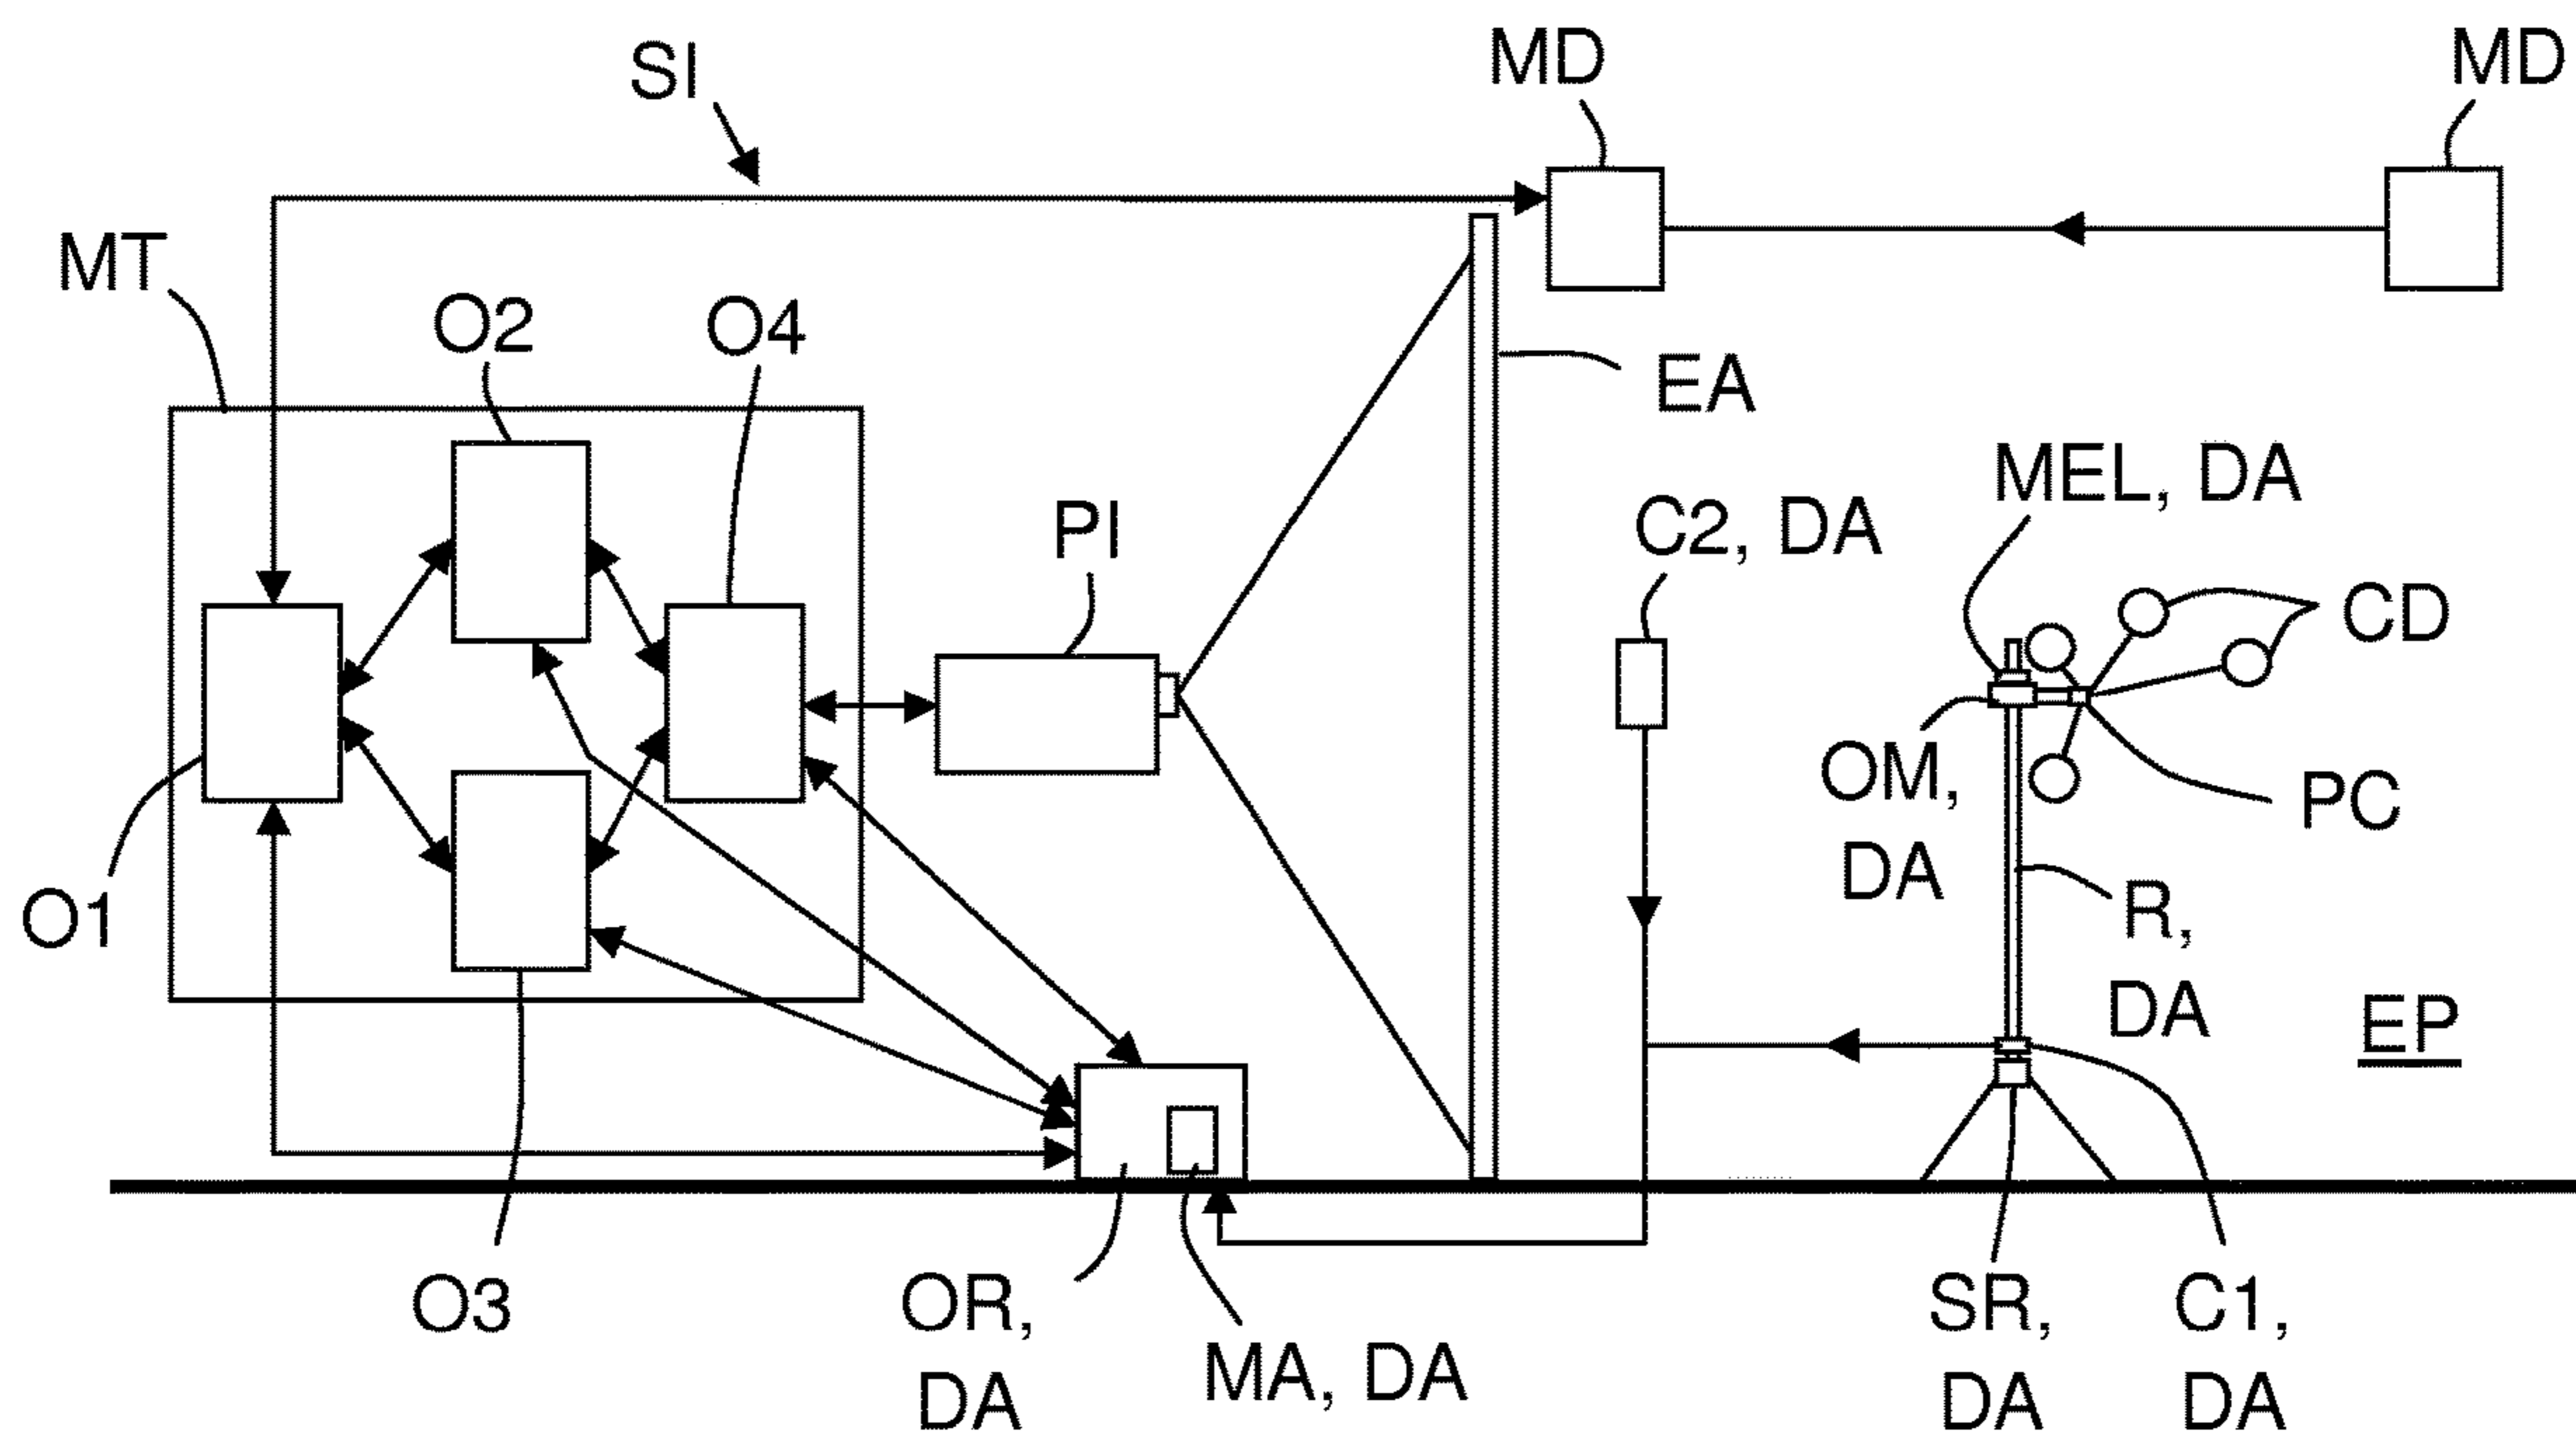 SI
MD
MD
MT
O2
O4
EA
MEL, DA
C2, DA
PI
CD
OM,
DA
PC
O1
R,
DA
EP
O3
OR,
DA
MA, DA
SR,
DA
C1,
DA